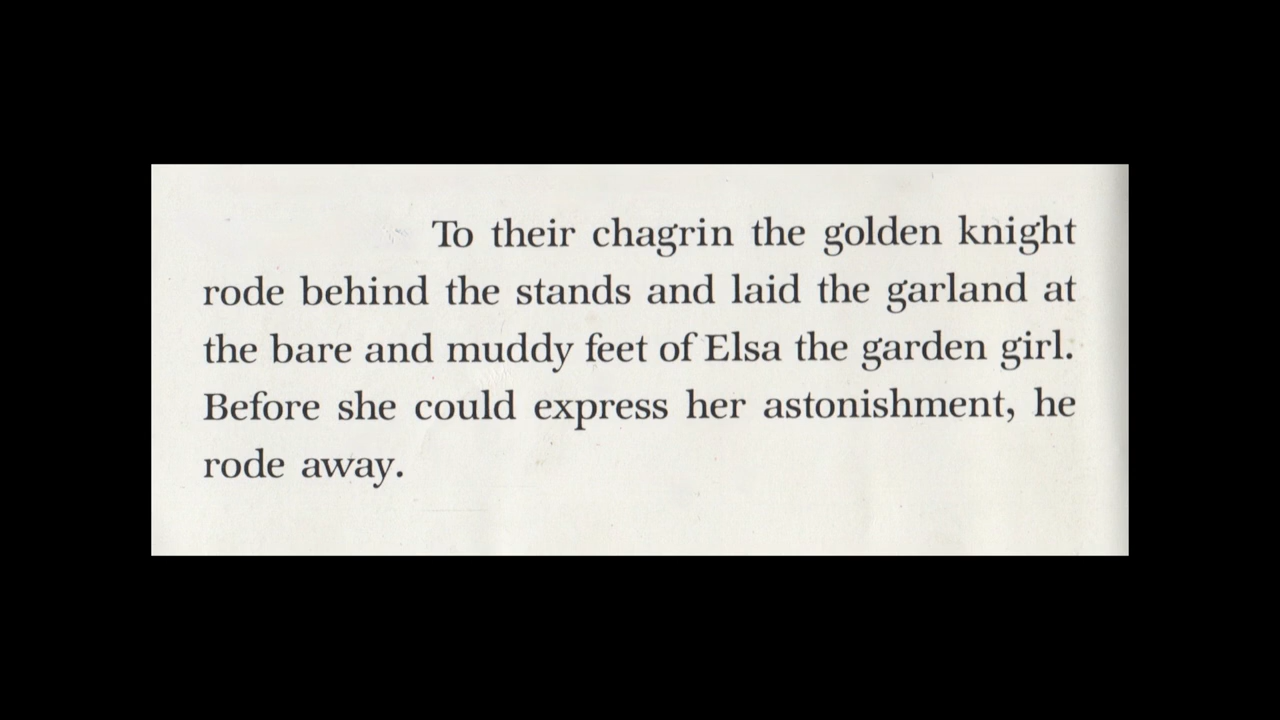 To their chagrin the golden knight
rode behind the stands and laid the garland at
the bare and muddy feet of Elsa the garden girl.
Before she could express her astonishment, he
rode away.